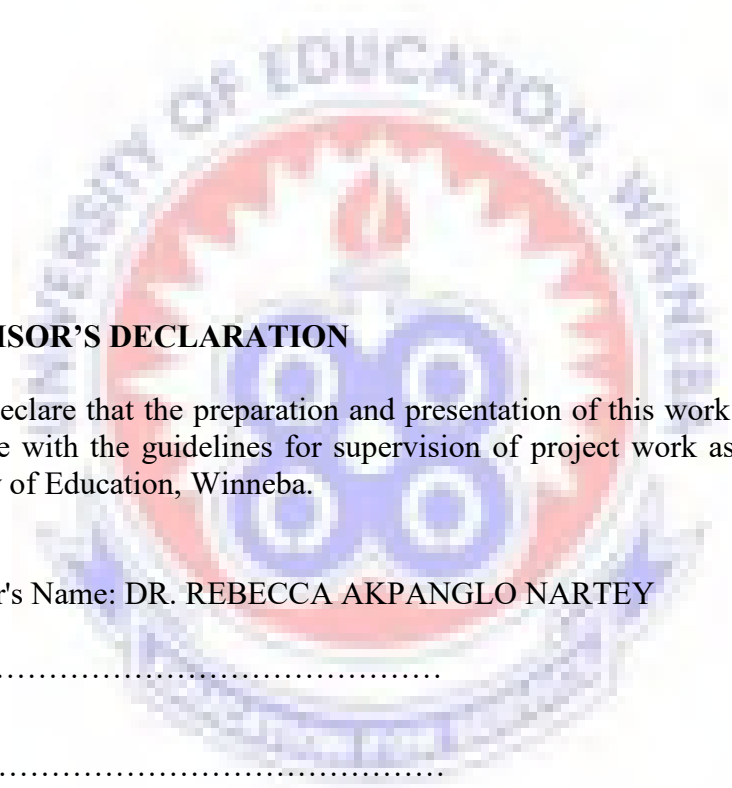 UNIVERSITY OF EDUCATION, WINNEBA
ISOR’S DECLARATION
eclare that the preparation and presentation of this work
e with the guidelines for supervision of project work as
y of Education, Winneba.
r's Name: DR. REBECCA AKPANGLO NARTEY
……………………………………
……………………………………